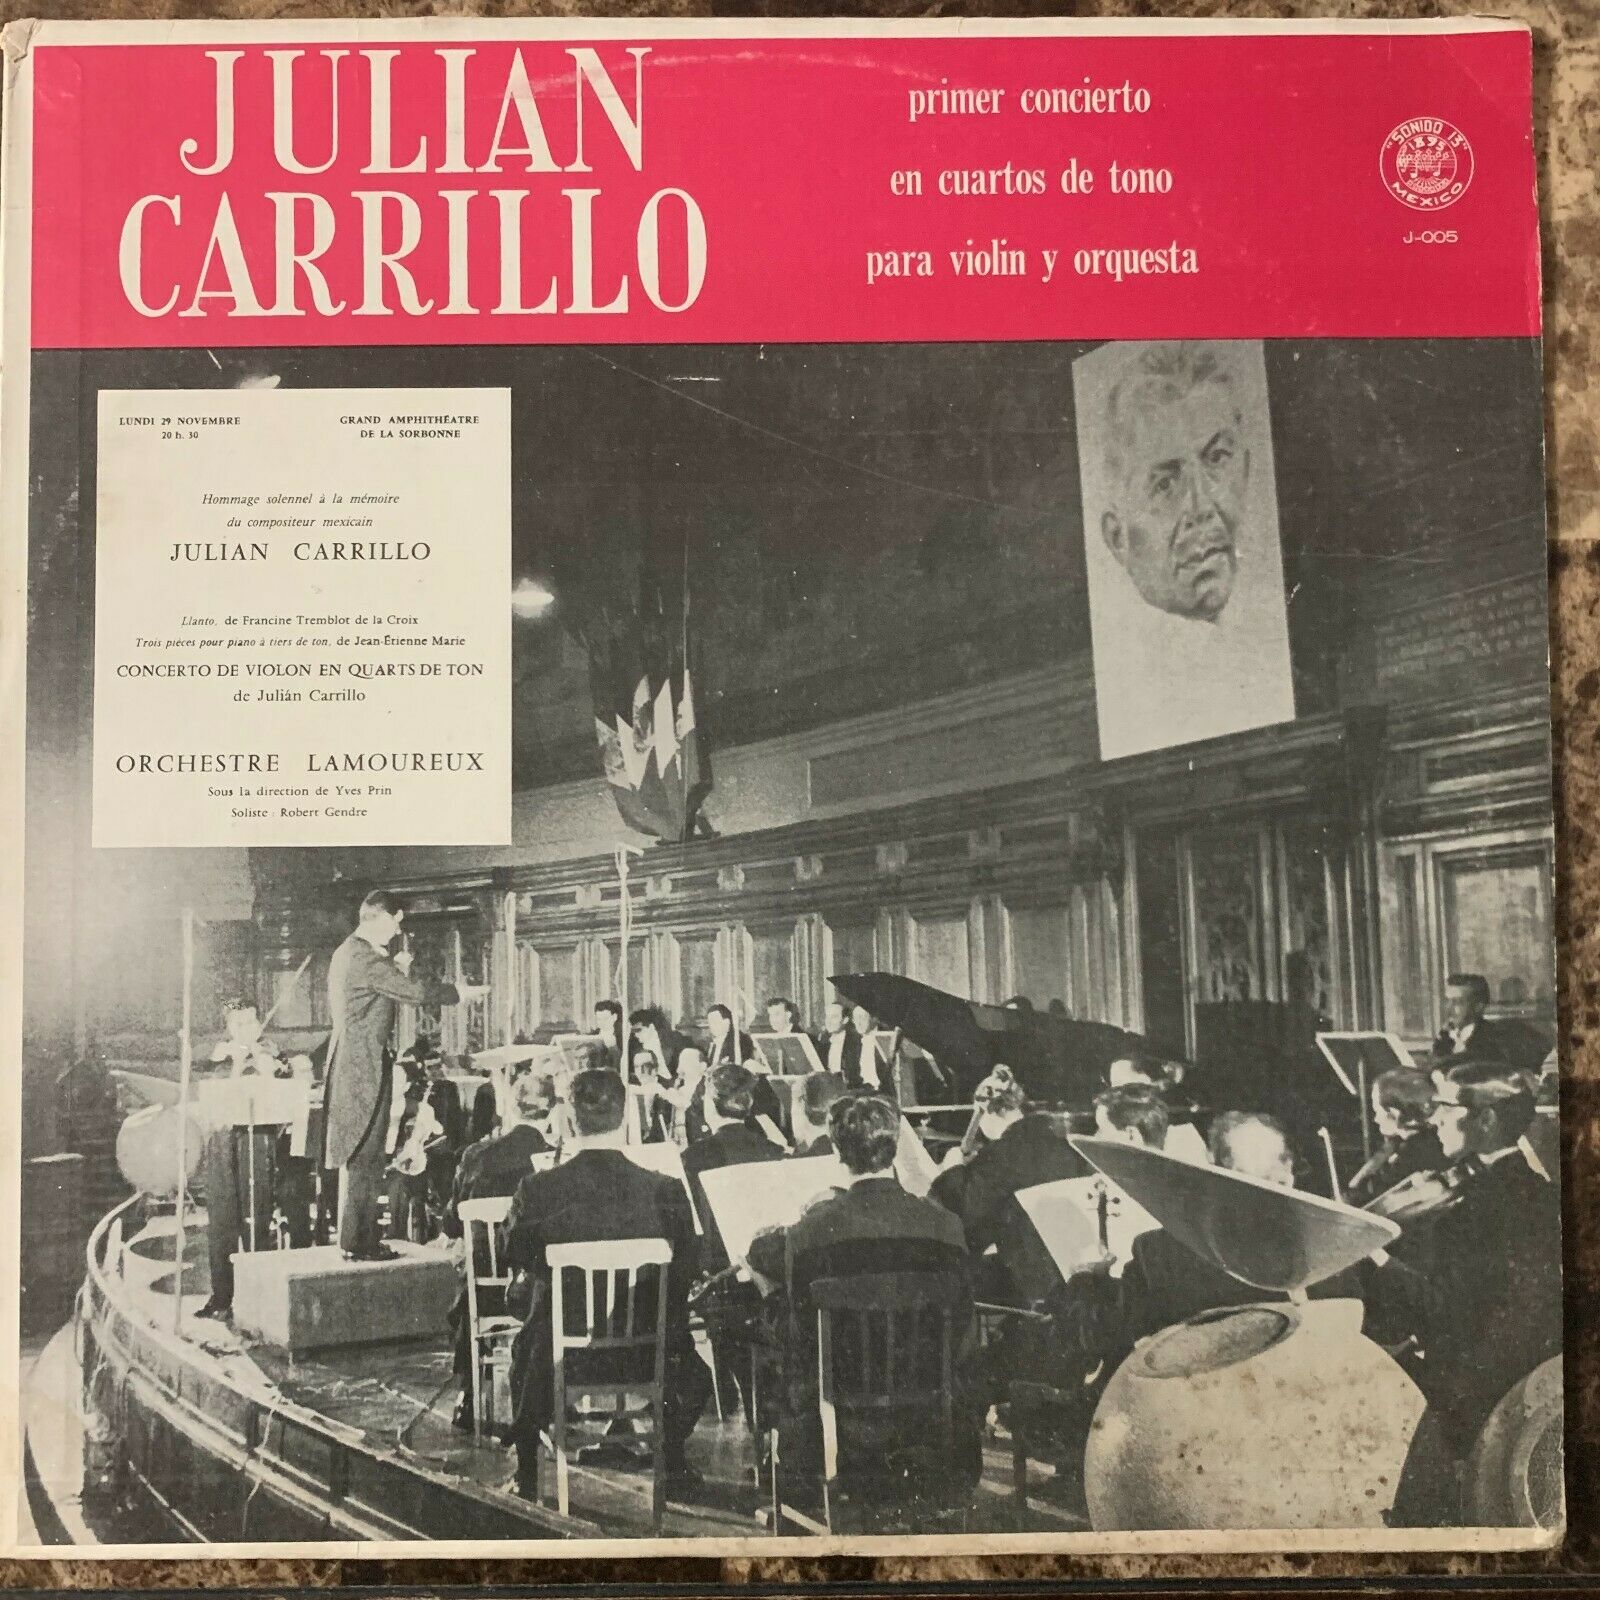 JULIAN
CARRILLO
primer concierto
en cuartos de tono
para violin y orquesta
"SONIDO 13"
1895
MEXICO
J-005
LUNDI 29 NOVEMBRE
20 h. 30
GRAND AMPHITHÉATRE
DE LA SORBONNE
Hommage solennel à la mémoire
du compositeur mexicain
JULIAN CARRILLO
Llanto, de Francine Tremblot de la Croix
Trois pièces pour piano à tiers de ton, de Jean-Étienne Marie
CONCERTO DE VIOLON EN QUARTS DE TON
de Julián Carrillo
ORCHESTRE LAMOUREUX
Sous la direction de Yves Prin
Soliste : Robert Gendre